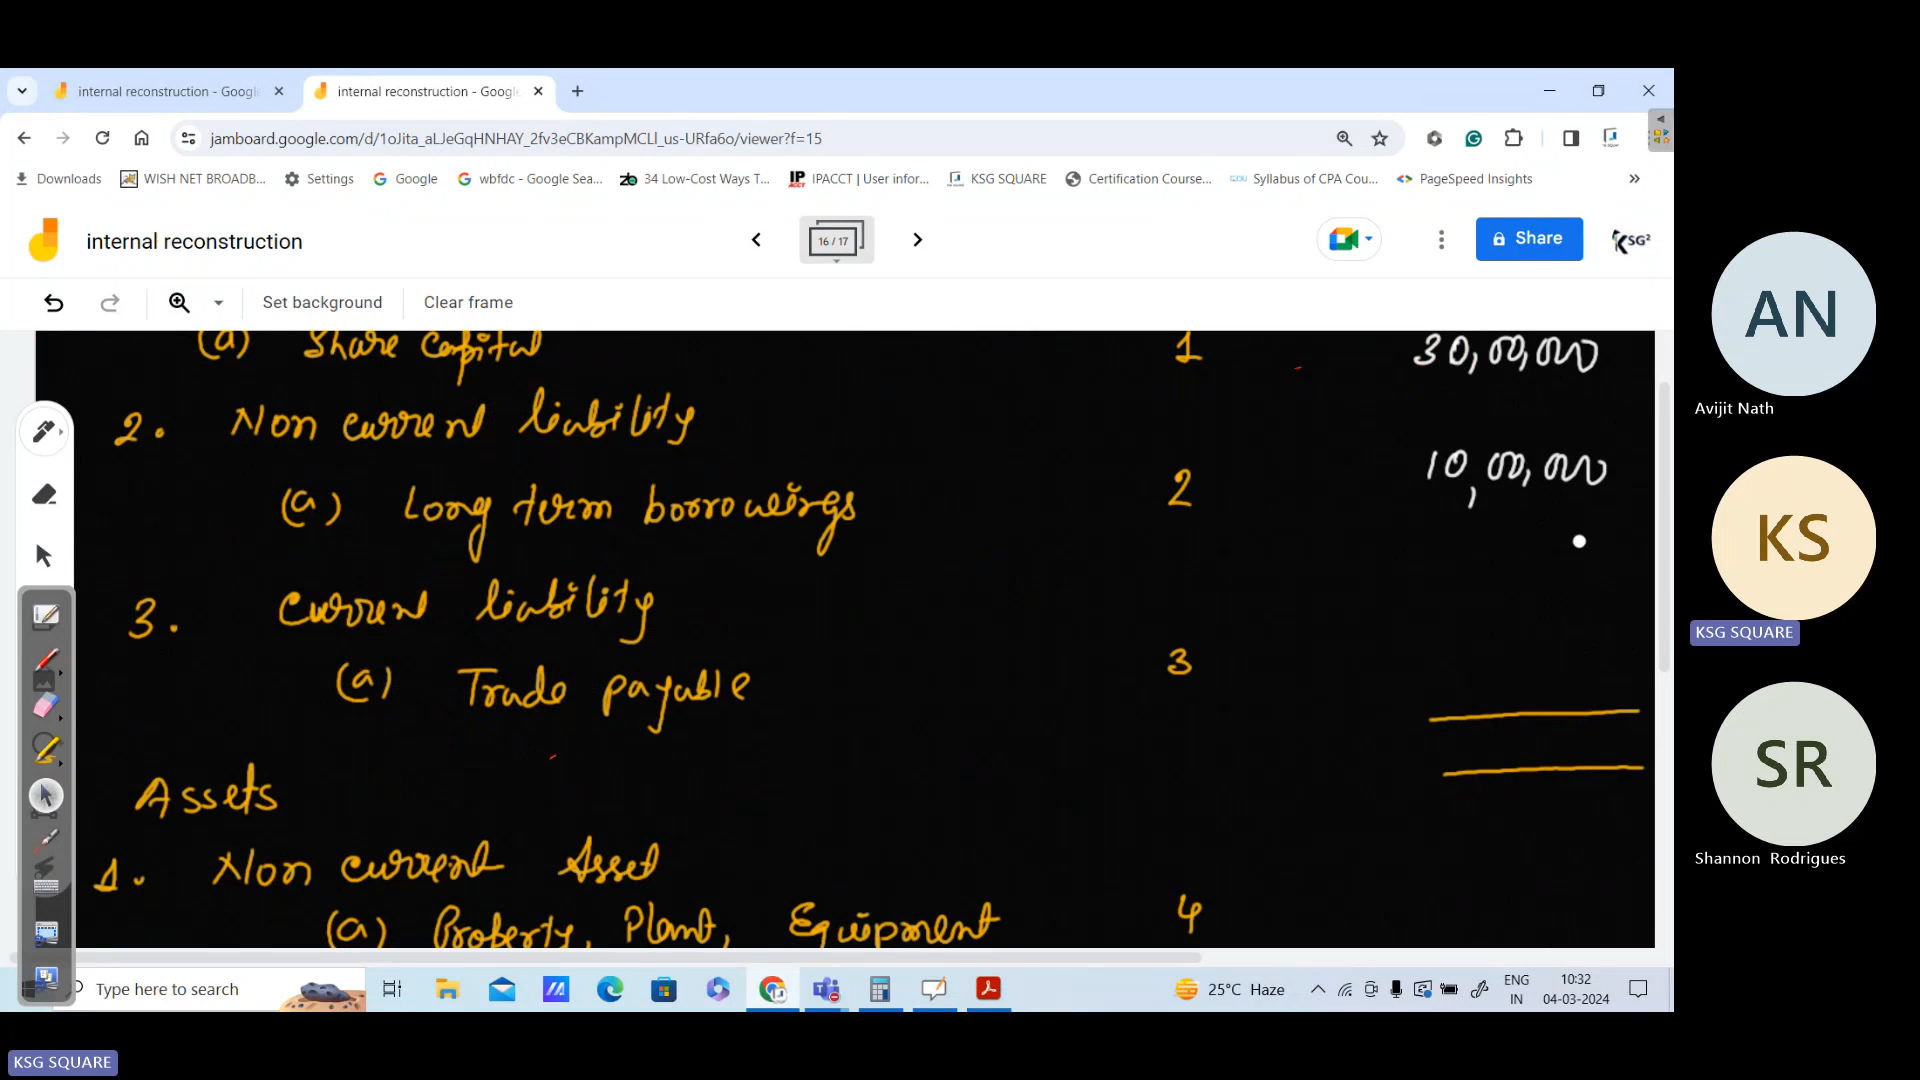 internal reconstruction - Googl
internal reconstruction - Google
jamboard.google.com/d/1oJita_aLJeGqHNHAY_2fv3eCBKampMCLl_us-URfa6o/viewer?f=15
Downloads
WISH NET BROADB...
Settings
Google
wbfdc - Google Sea...
34 Low-Cost Ways T...
IPACCT | User infor...
KSG SQUARE
Certification Course...
Syllabus of CPA Cou...
PageSpeed Insights
internal reconstruction
16 / 17
Share
KSG²
Set background
Clear frame
(a) Share Capital 1 30,00,000
2. Non current liability
(a) Long term borrowings 2 10,00,000
3. Current liability
(a) Trade payable 3
Assets
1. Non current Asset
(a) Property, Plant, Equipment 4
AN
Avijit Nath
KS
KSG SQUARE
SR
Shannon Rodrigues
Type here to search
25°C Haze
ENG
IN
10:32
04-03-2024
KSG SQUARE